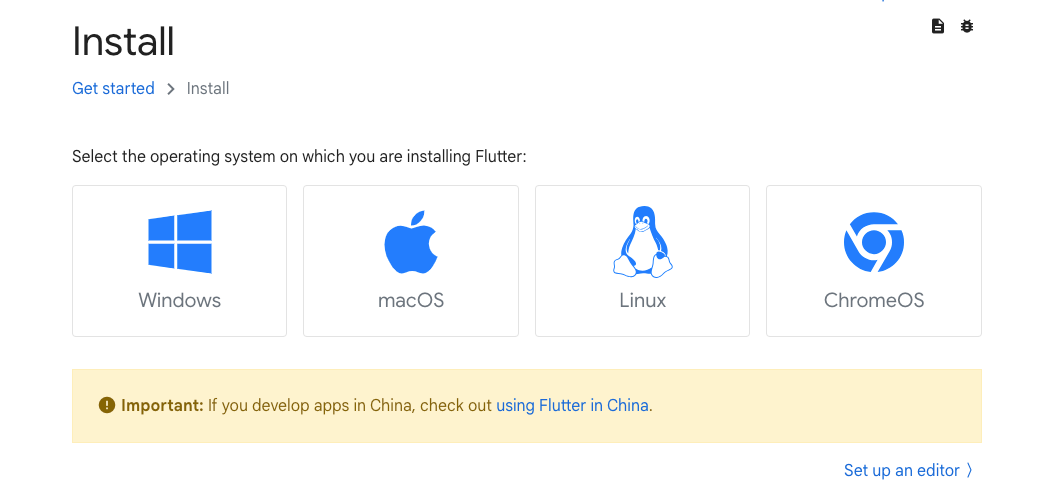 Install
Get started > Install
Select the operating system on which you are installing Flutter:
Windows
macOS
Linux
ChromeOS
Important: If you develop apps in China, check out using Flutter in China.
Set up an editor 〉